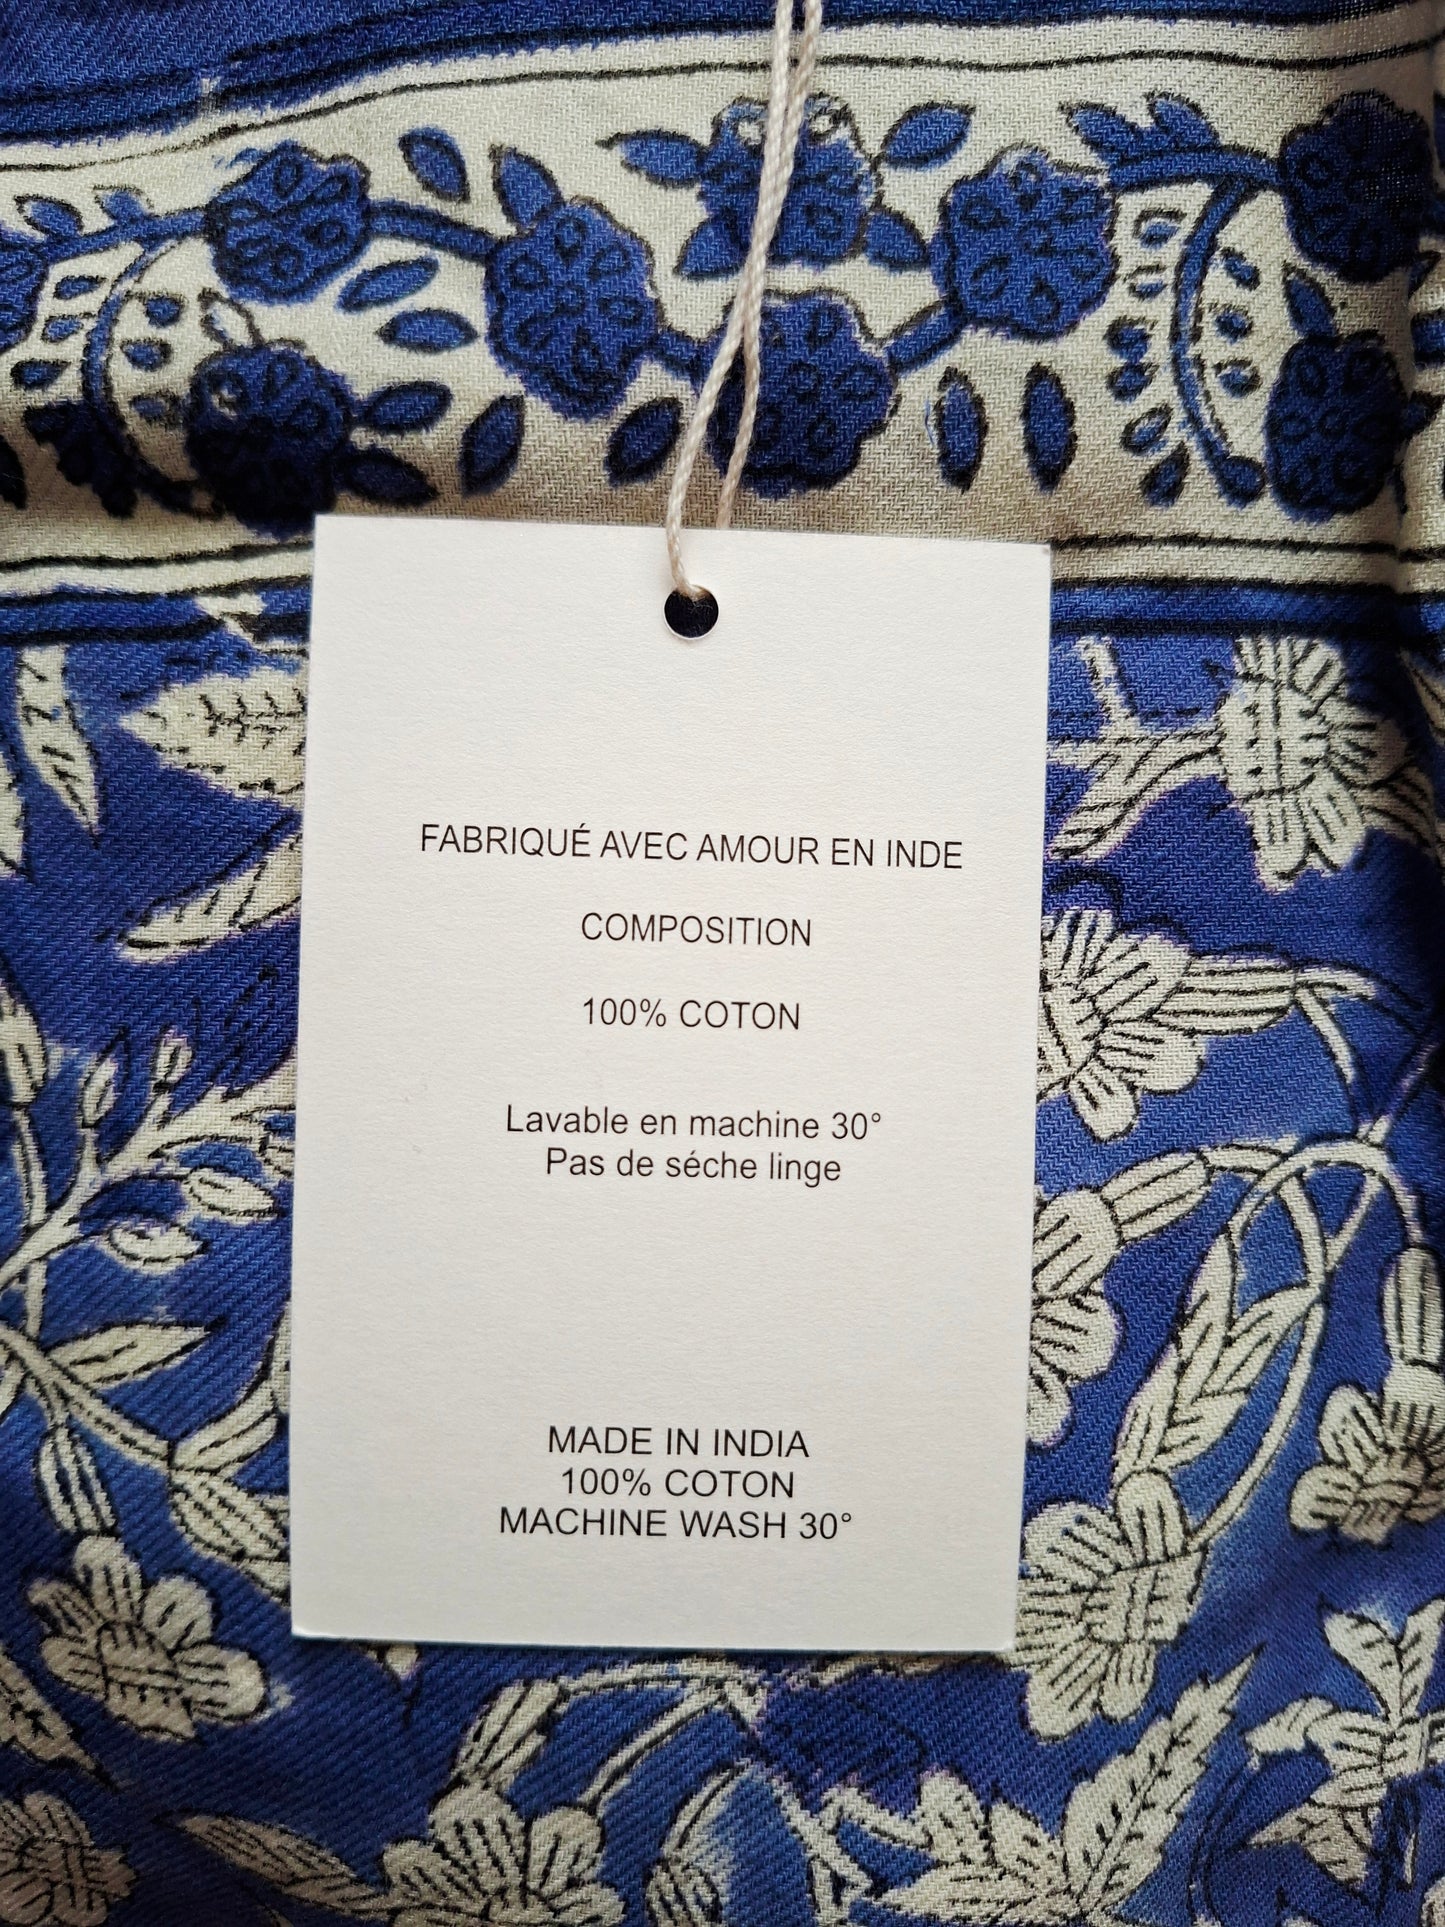 FABRIQUÉ AVEC AMOUR EN INDE
COMPOSITION
100% COTON
Lavable en machine 30°
Pas de séche linge
MADE IN INDIA
100% COTON
MACHINE WASH 30°